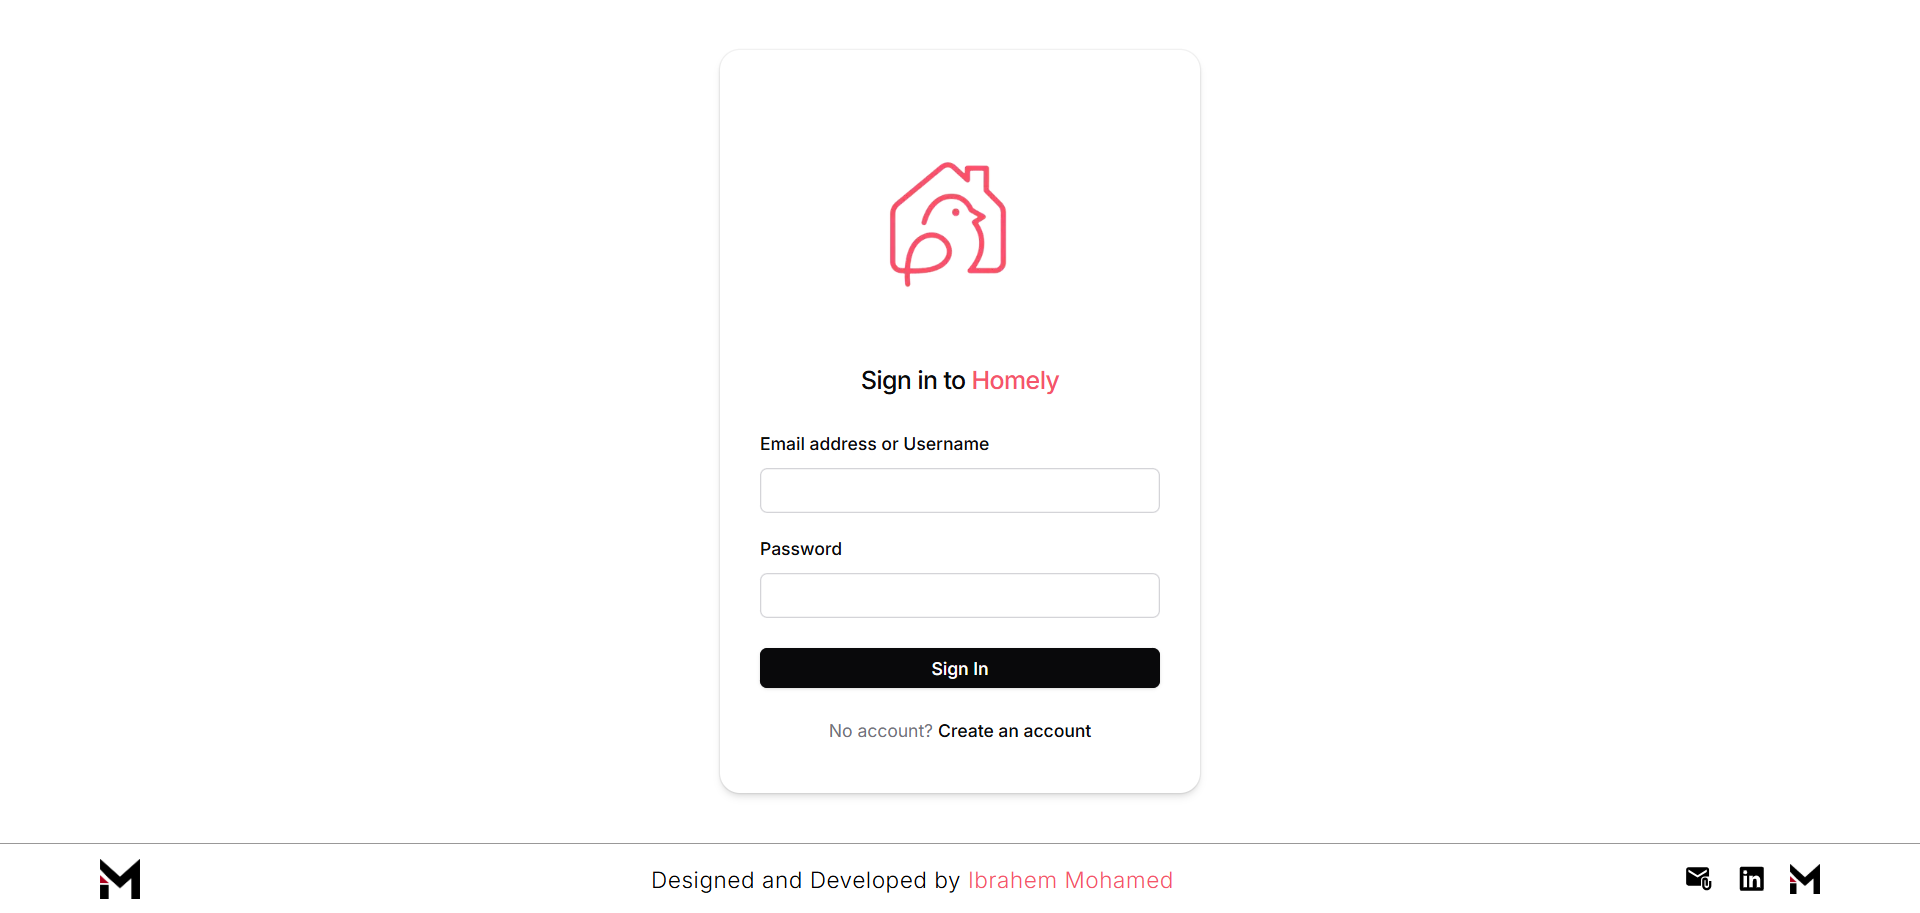 Sign in to Homely
Email address or Username
Password
Sign In
No account? Create an account
Designed and Developed by Ibrahem Mohamed